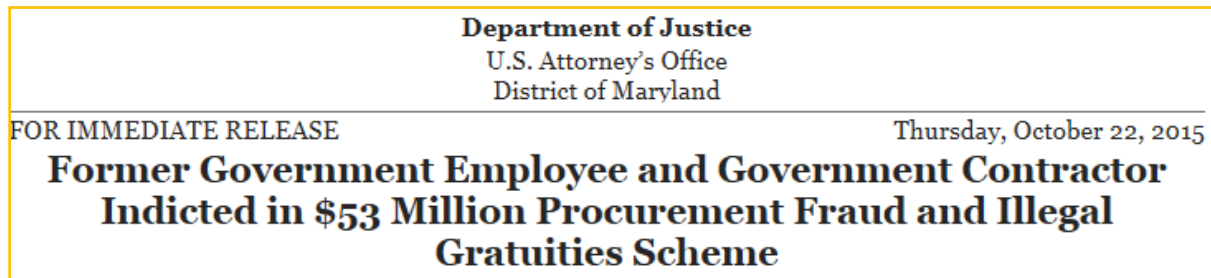 Department of Justice
U.S. Attorney’s Office
District of Maryland
FOR IMMEDIATE RELEASE Thursday, October 22, 2015
Former Government Employee and Government Contractor
Indicted in $53 Million Procurement Fraud and Illegal
Gratuities Scheme